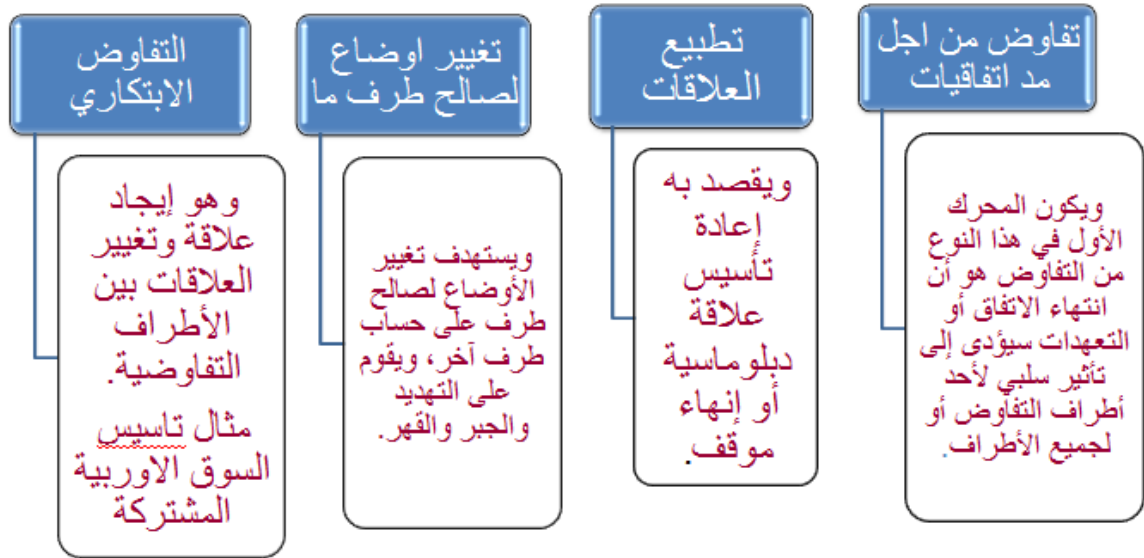 تفاوض من اجل
مد اتفاقيات
ويكون المحرك
الأول في هذا النوع
من التفاوض هو أن
انتهاء الاتفاق أو
التعهدات سيؤدى إلى
تأثير سلبي لأحد
أطراف التفاوض أو
لجميع الأطراف.
تطبيع
العلاقات
ويقصد به
إعادة
تأسيس
علاقة
دبلوماسية
أو إنهاء
موقف.
تغيير اوضاع
لصالح طرف ما
ويستهدف تغيير
الأوضاع لصالح
طرف على حساب
طرف آخر، ويقوم
على التهديد
والجبر والقهر.
التفاوض
الابتكاري
وهو إيجاد
علاقة وتغيير
العلاقات بين
الأطراف
التفاوضية.
مثال تاسيس
السوق الاوربية
المشتركة